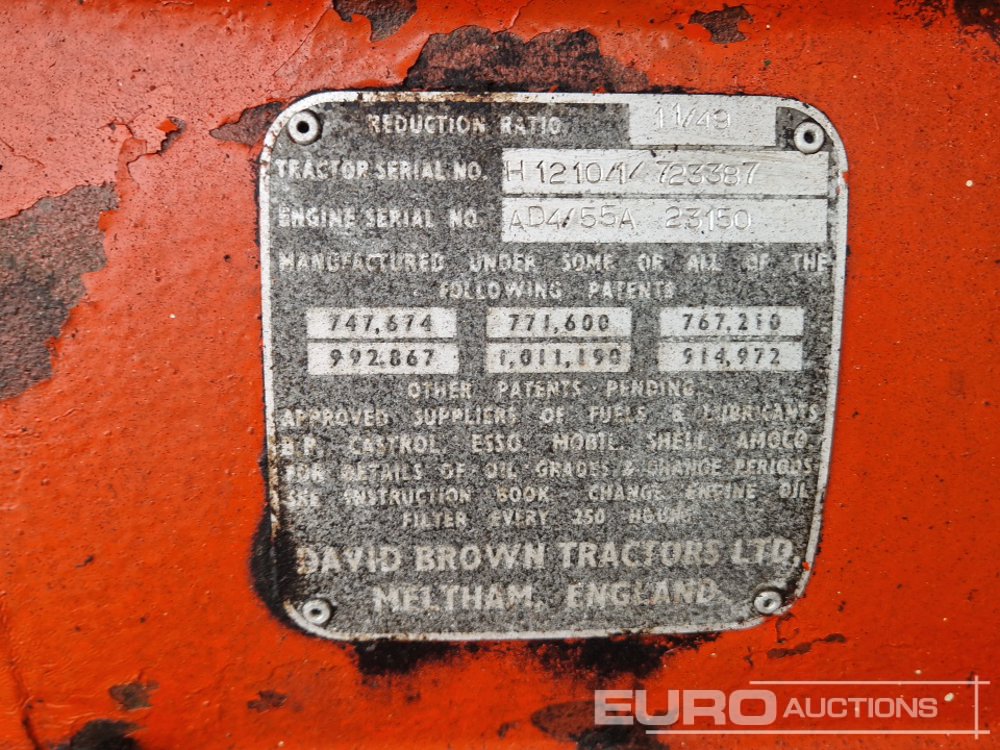 REDUCTION RATIO 11/49
TRACTOR SERIAL NO. H 1210/1/ 723387
ENGINE SERIAL NO. AD4/55A 23150
MANUFACTURED UNDER SOME OR ALL OF THE
FOLLOWING PATENTS
747,674 771,600 767,210
992,867 1,011,190 914,972
OTHER PATENTS PENDING
APPROVED SUPPLIERS OF FUELS & LUBRICANTS
B.P. CASTROL ESSO MOBIL SHELL AMOCO
FOR DETAILS OF OIL GRADES & CHANGE PERIODS
SEE INSTRUCTION BOOK CHANGE ENGINE OIL
FILTER EVERY 250 HOURS
DAVID BROWN TRACTORS LTD.
MELTHAM, ENGLAND.
EURO AUCTIONS